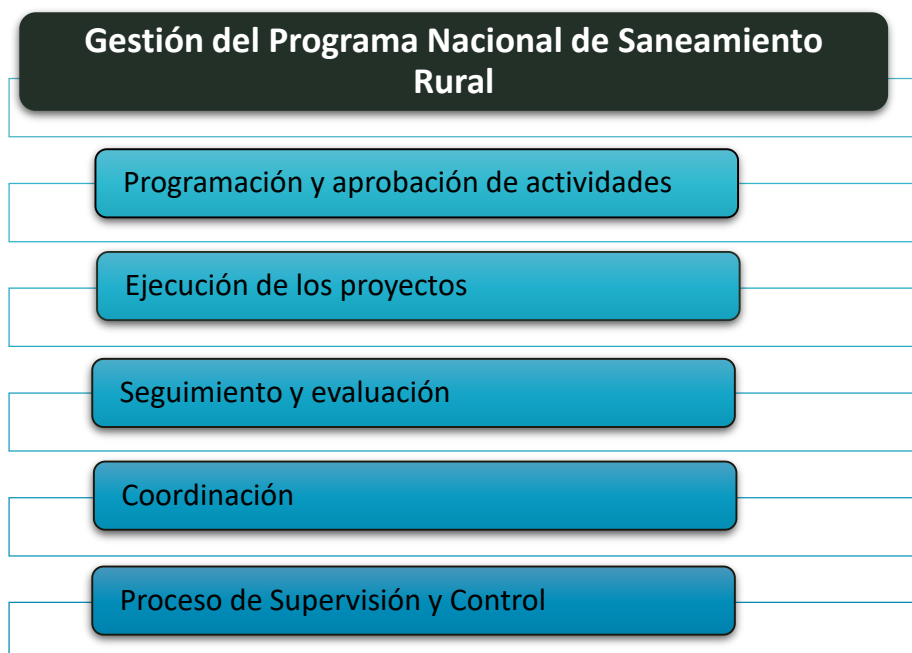 Gestión del Programa Nacional de Saneamiento
Rural
Programación y aprobación de actividades
Ejecución de los proyectos
Seguimiento y evaluación
Coordinación
Proceso de Supervisión y Control